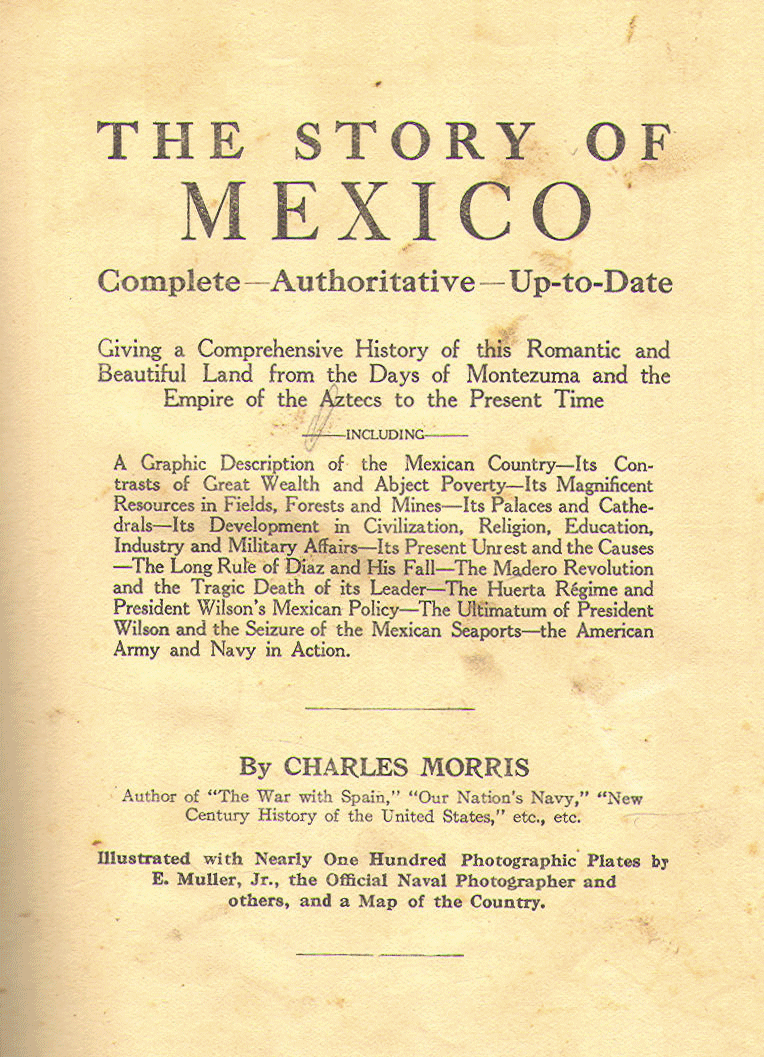 THE STORY OF
MEXICO
Complete—Authoritative—Up-to-Date
Giving a Comprehensive History of this Romantic and
Beautiful Land from the Days of Montezuma and the
Empire of the Aztecs to the Present Time
——INCLUDING——
A Graphic Description of the Mexican Country—Its Con-
trasts of Great Wealth and Abject Poverty—Its Magnificent
Resources in Fields, Forests and Mines—Its Palaces and Cathe-
drals—Its Development in Civilization, Religion, Education,
Industry and Military Affairs—Its Present Unrest and the Causes
—The Long Rule of Diaz and His Fall—The Madero Revolution
and the Tragic Death of its Leader—The Huerta Régime and
President Wilson's Mexican Policy—The Ultimatum of President
Wilson and the Seizure of the Mexican Seaports—the American
Army and Navy in Action.
By CHARLES MORRIS
Author of "The War with Spain," "Our Nation's Navy," "New
Century History of the United States," etc., etc.
Illustrated with Nearly One Hundred Photographic Plates by
E. Muller, Jr., the Official Naval Photographer and
others, and a Map of the Country.